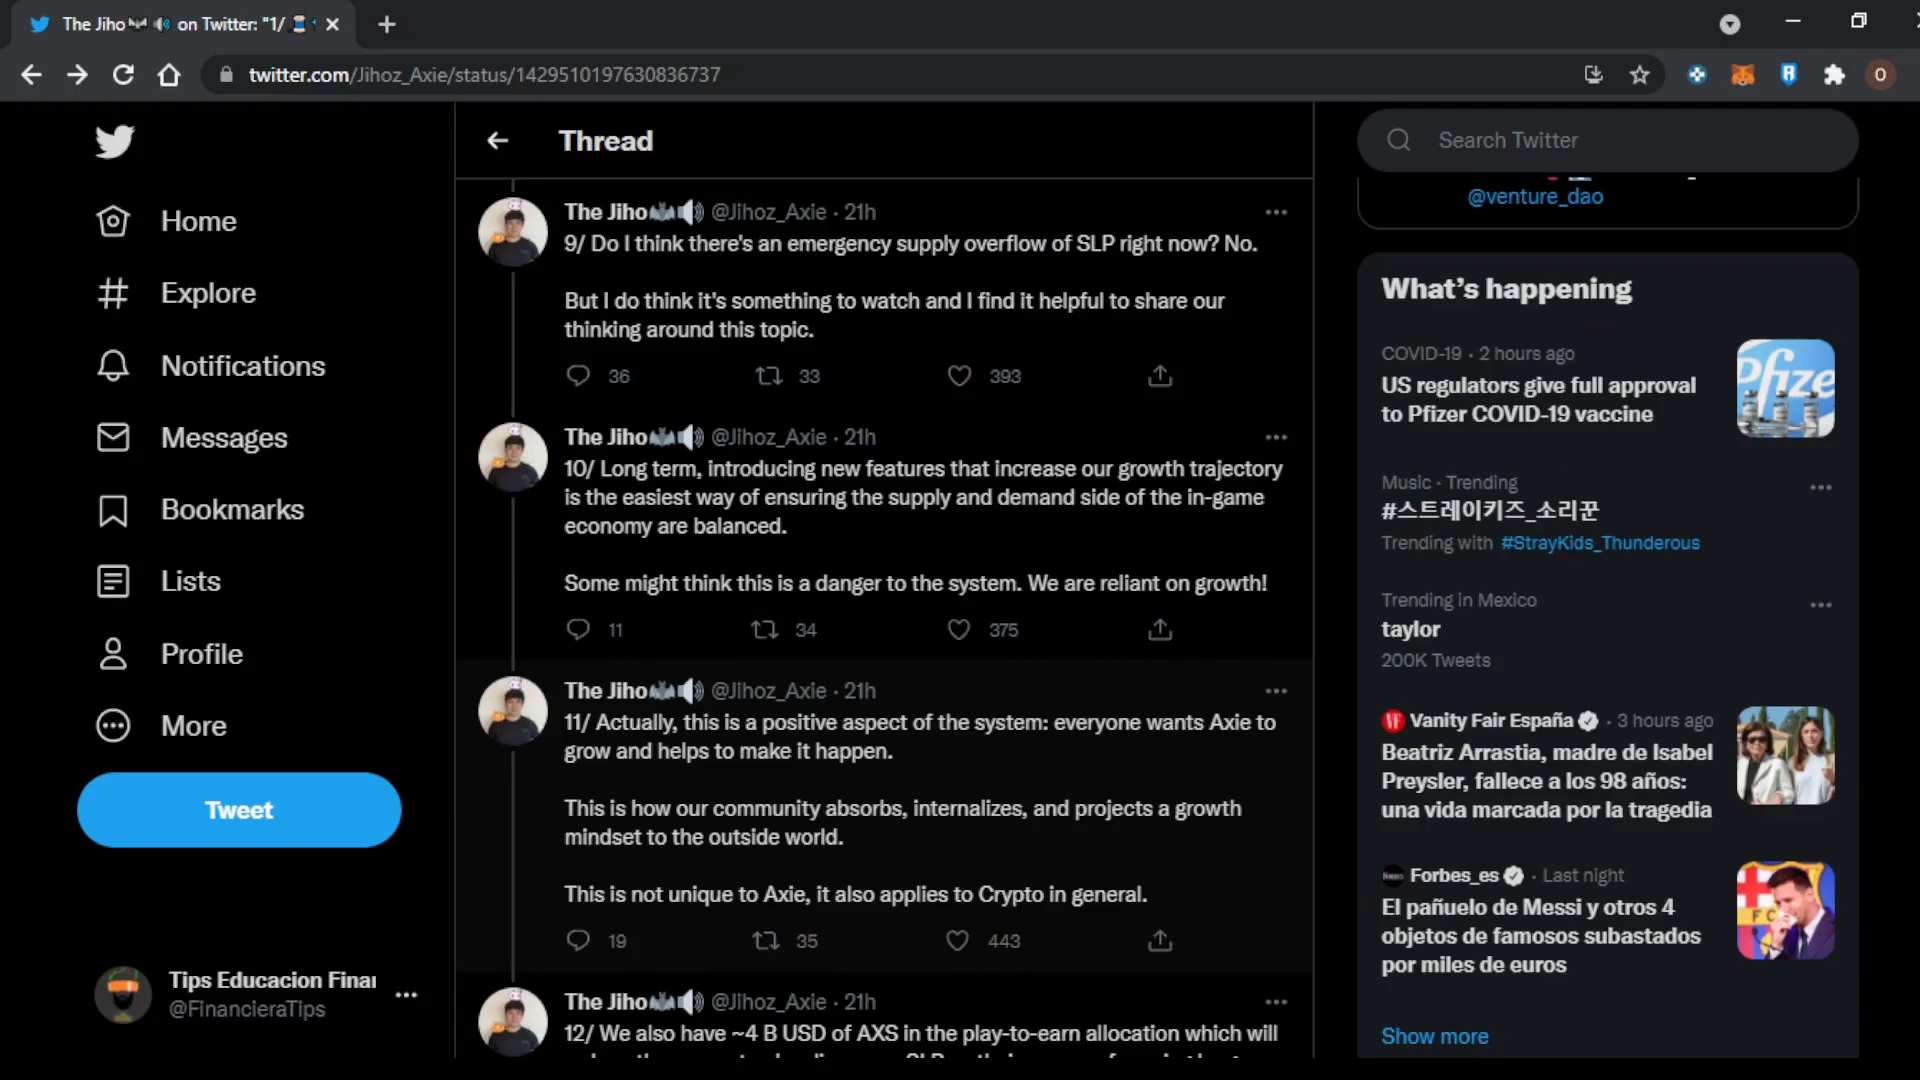 The Jiho on Twitter: "1/
twitter.com/Jihoz_Axie/status/1429510197630836737
O
Home
Explore
Notifications
Messages
Bookmarks
Lists
Profile
More
Tweet
Tips Educacion Finar
@FinancieraTips
Thread
The Jiho @Jihoz_Axie · 21h
9/ Do I think there's an emergency supply overflow of SLP right now? No.
But I do think it's something to watch and I find it helpful to share our
thinking around this topic.
36 33 393
The Jiho @Jihoz_Axie · 21h
10/ Long term, introducing new features that increase our growth trajectory
is the easiest way of ensuring the supply and demand side of the in-game
economy are balanced.
Some might think this is a danger to the system. We are reliant on growth!
11 34 375
The Jiho @Jihoz_Axie · 21h
11/ Actually, this is a positive aspect of the system: everyone wants Axie to
grow and helps to make it happen.
This is how our community absorbs, internalizes, and projects a growth
mindset to the outside world.
This is not unique to Axie, it also applies to Crypto in general.
19 35 443
The Jiho @Jihoz_Axie · 21h
12/ We also have ~4 B USD of AXS in the play-to-earn allocation which will
Search Twitter
@venture_dao
What's happening
COVID-19 · 2 hours ago
US regulators give full approval
to Pfizer COVID-19 vaccine
Pfize
Music · Trending
#스트레이키즈_소리꾼
Trending with #StrayKids_Thunderous
Trending in Mexico
taylor
200K Tweets
VF Vanity Fair España · 3 hours ago
Beatriz Arrastia, madre de Isabel
Preysler, fallece a los 98 años:
una vida marcada por la tragedia
Forbes_es · Last night
El pañuelo de Messi y otros 4
objetos de famosos subastados
por miles de euros
F C
Show more